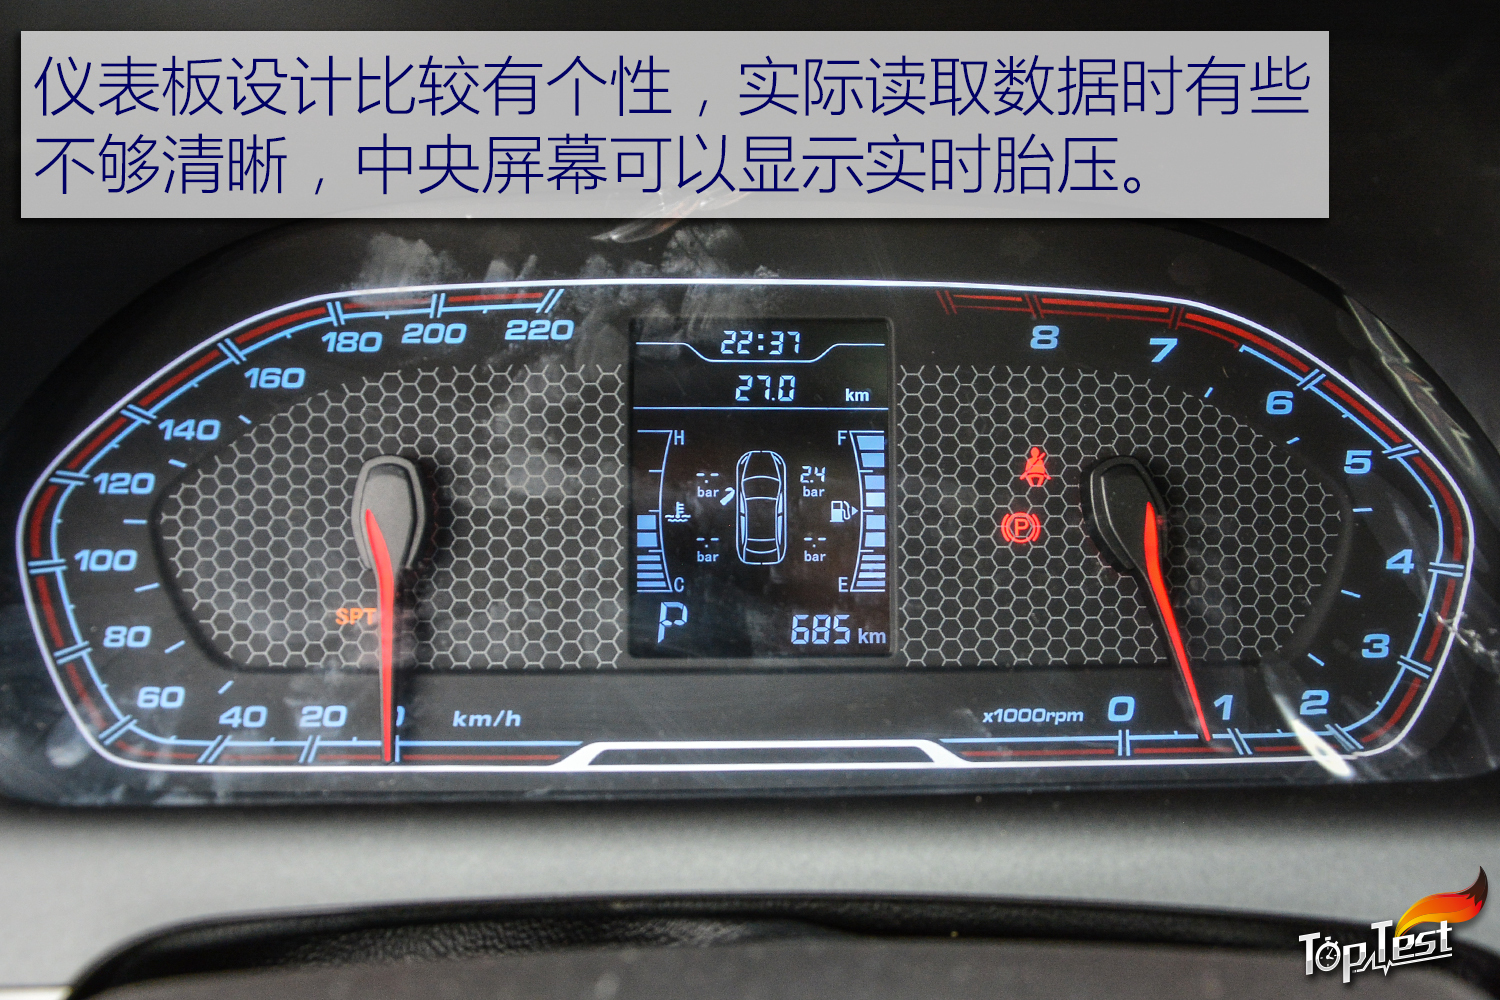 仪表板设计比较有个性，实际读取数据时有些
不够清晰，中央屏幕可以显示实时胎压。
180 200 220
160
140
120
100
80
60
40 20 0 km/h
SPT
22:37
27.0 km
H F
-.- bar 2.4 bar
-.- bar -.- bar
C E
P 685 km
8 7
6
5
4
3
x1000rpm 0 1 2
P
TopTest